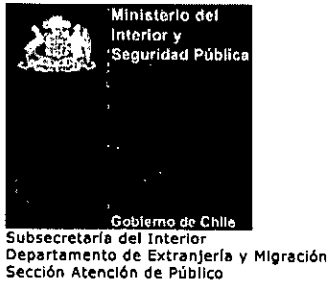 Ministerio del
Interior y
Seguridad Pública
Gobierno de Chile
Subsecretaría del Interior
Departamento de Extranjería y Migración
Sección Atención de Público